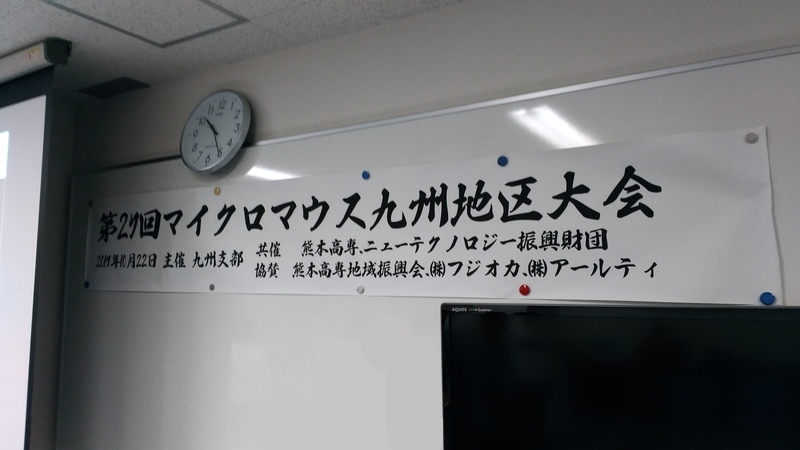 第27回マイクロマウス九州地区大会
2017年10月22日 主催 九州支部 共催 熊本高専、ニューテクノロジー振興財団
協賛 熊本高専地域振興会、㈱フジオカ、㈱アールティ
AQUOS